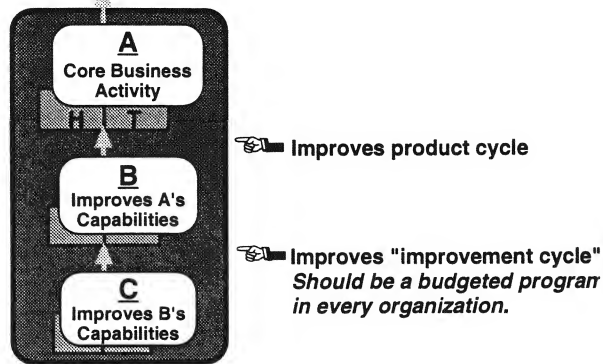 A
Core Business
Activity
H T
Improves product cycle
B
Improves A's
Capabilities
Improves "improvement cycle"
Should be a budgeted program
in every organization.
C
Improves B's
Capabilities